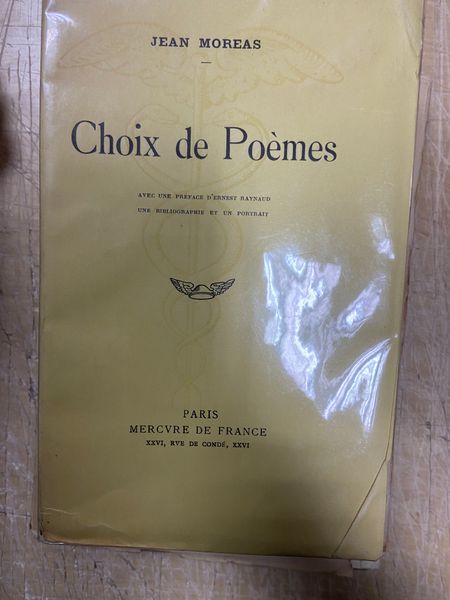 JEAN MOREAS
—
Choix de Poèmes
AVEC UNE PREFACE D'ERNEST RAYNAUD
UNE BIBLIOGRAPHIE ET UN PORTRAIT
PARIS
MERCVRE DE FRANCE
XXVI, RVE DE CONDÉ, XXVI